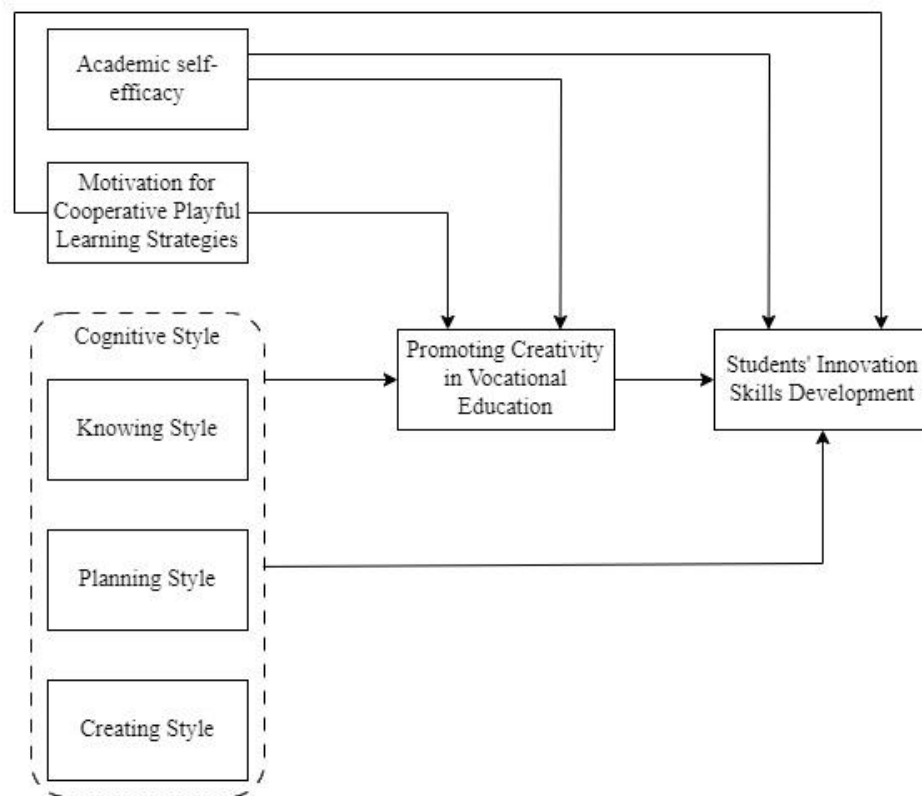 Academic self-
efficacy
Motivation for
Cooperative Playful
Learning Strategies
Cognitive Style
Knowing Style
Planning Style
Creating Style
Promoting Creativity
in Vocational
Education
Students' Innovation
Skills Development